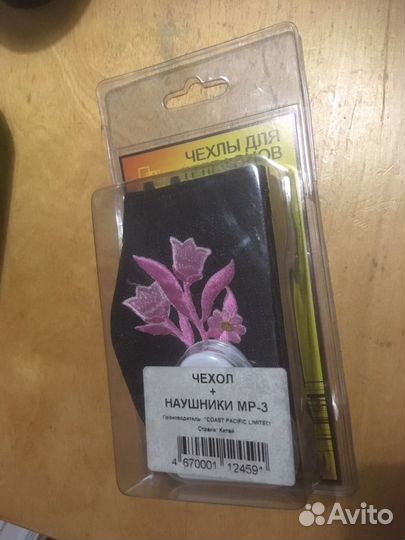 ЧЕХЛЫ ДЛЯ
ЧЕХОЛ
+
НАУШНИКИ МР-3
Производитель: "COAST PACIFIC LIMITED"
Страна: Китай
4 670001 12459
Avito